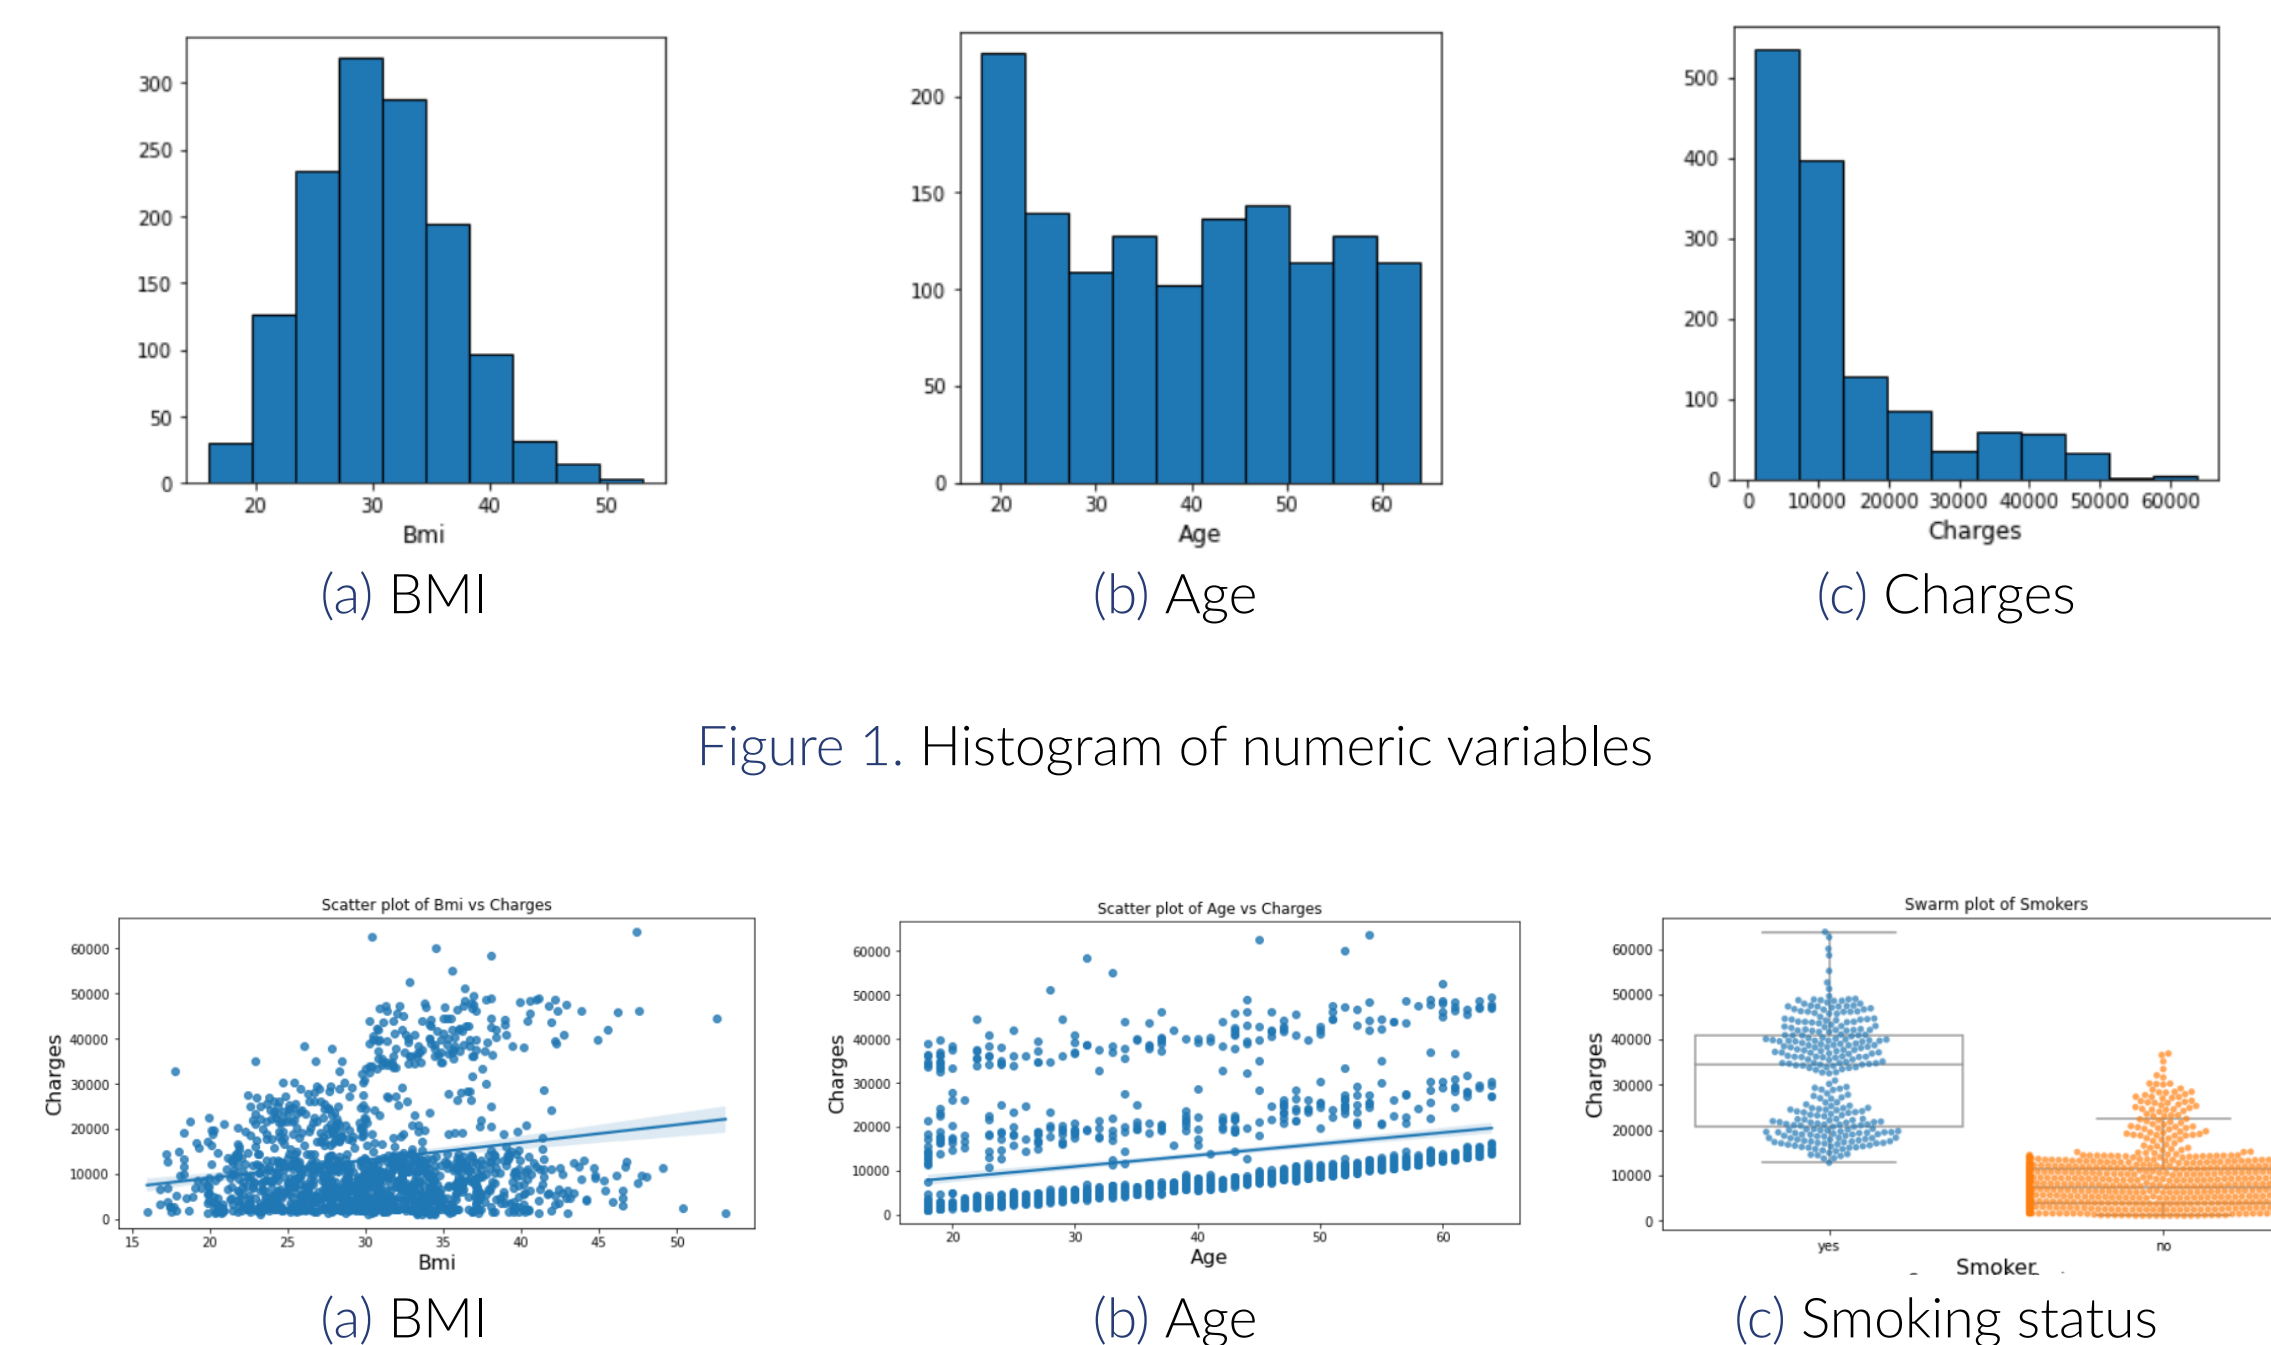 300
250
200
150
100
50
0
20 30 40 50
Bmi
(a) BMI
200
150
100
50
0
20 30 40 50 60
Age
(b) Age
500
400
300
200
100
0
0 10000 20000 30000 40000 50000 60000
Charges
(c) Charges
Figure 1. Histogram of numeric variables
Scatter plot of Bmi vs Charges
Charges
60000
50000
40000
30000
20000
10000
0
15 20 25 30 35 40 45 50
Bmi
(a) BMI
Scatter plot of Age vs Charges
Charges
60000
50000
40000
30000
20000
10000
0
20 30 40 50 60
Age
(b) Age
Swarm plot of Smokers
Charges
60000
50000
40000
30000
20000
10000
0
yes no
Smoker
(c) Smoking status